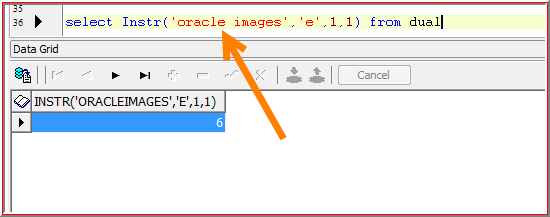 35
36 select Instr('oracle images','e',1,1) from dual
Data Grid
Cancel
INSTR('ORACLEIMAGES','E',1,1)
6